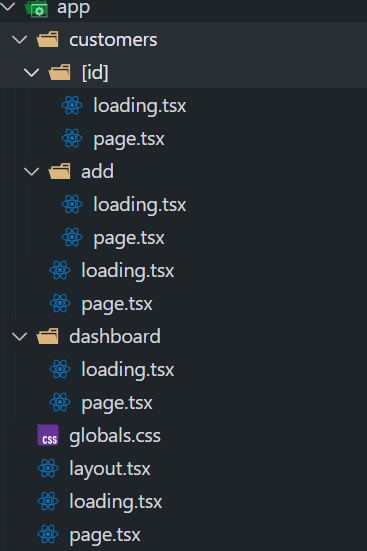 app
customers
[id]
loading.tsx
page.tsx
add
loading.tsx
page.tsx
loading.tsx
page.tsx
dashboard
loading.tsx
page.tsx
CSS globals.css
layout.tsx
loading.tsx
page.tsx